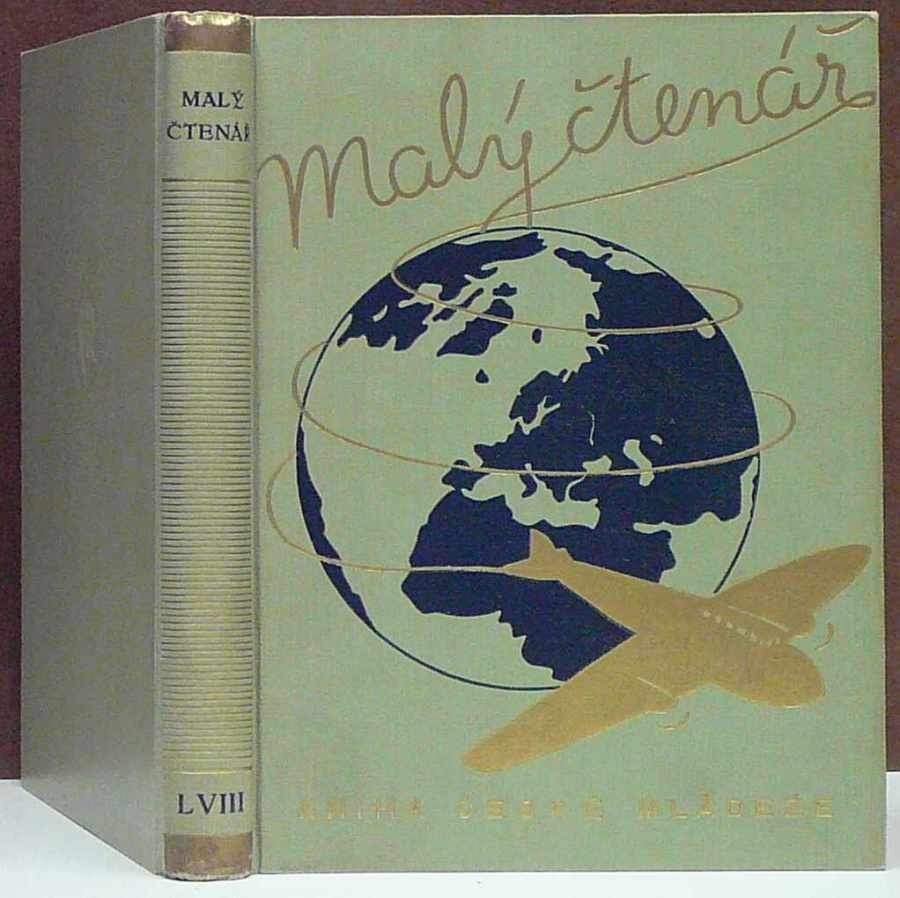 MALÝ
ČTENÁŘ
LVIII
Malý čtenář
KNIHA ČESKÉ MLÁDEŽE